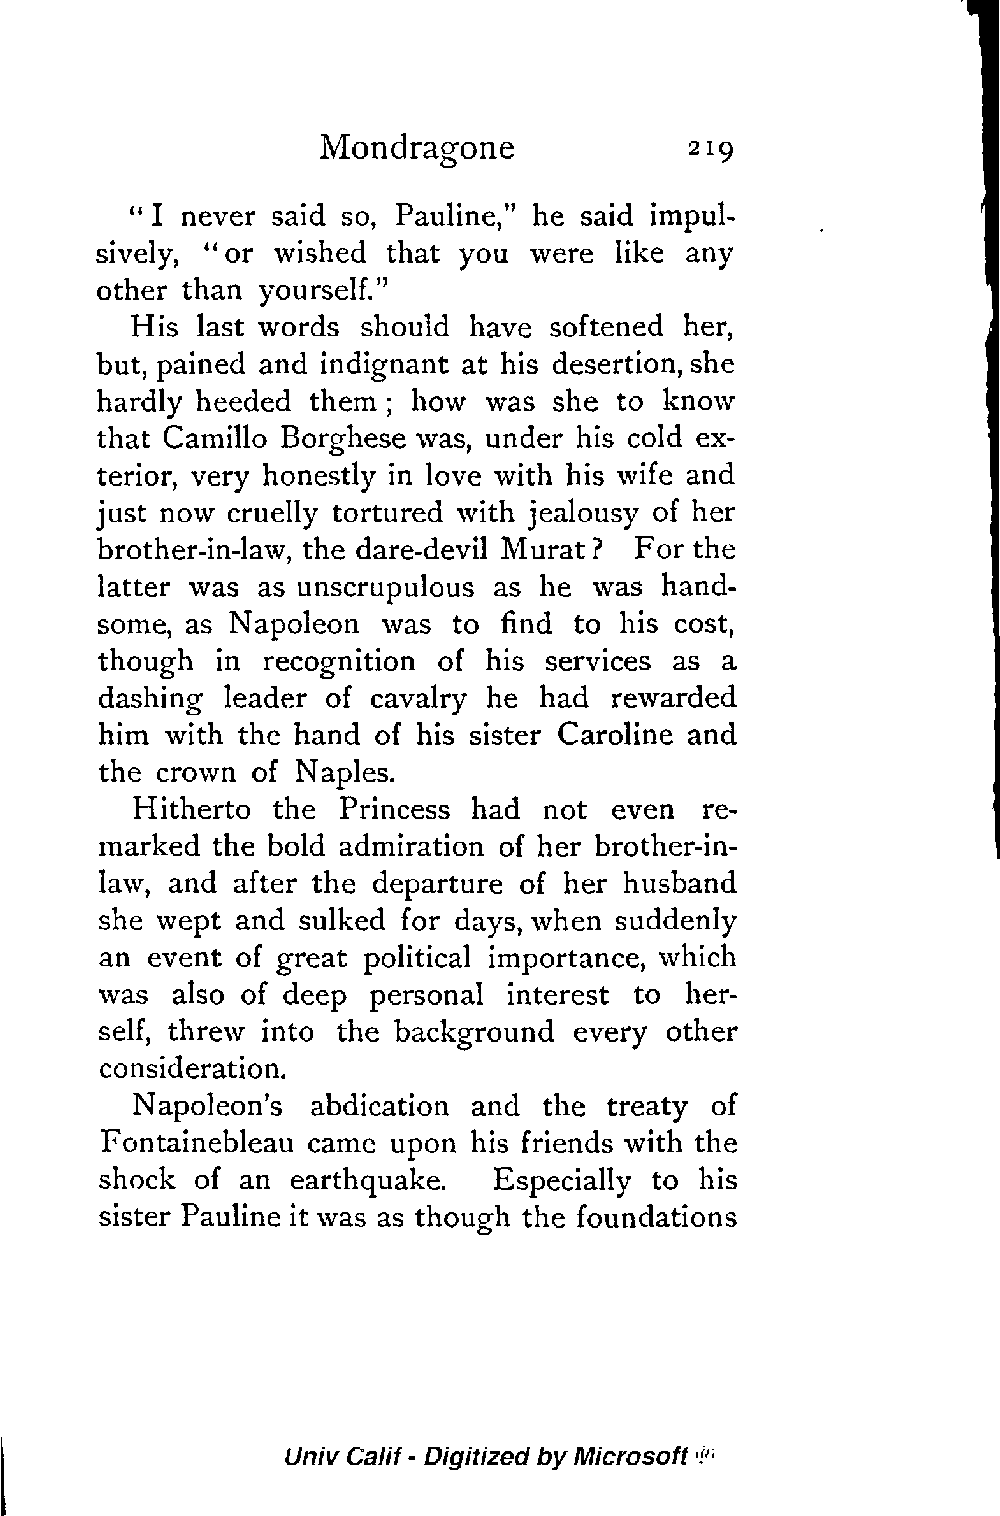 Mondragone 219
“I never said so, Pauline,” he said impul-
sively, “or wished that you were like any
other than yourself.”
His last words should have softened her,
but, pained and indignant at his desertion, she
hardly heeded them; how was she to know
that Camillo Borghese was, under his cold ex-
terior, very honestly in love with his wife and
just now cruelly tortured with jealousy of her
brother-in-law, the dare-devil Murat? For the
latter was as unscrupulous as he was hand-
some, as Napoleon was to find to his cost,
though in recognition of his services as a
dashing leader of cavalry he had rewarded
him with the hand of his sister Caroline and
the crown of Naples.
Hitherto the Princess had not even re-
marked the bold admiration of her brother-in-
law, and after the departure of her husband
she wept and sulked for days, when suddenly
an event of great political importance, which
was also of deep personal interest to her-
self, threw into the background every other
consideration.
Napoleon's abdication and the treaty of
Fontainebleau came upon his friends with the
shock of an earthquake. Especially to his
sister Pauline it was as though the foundations
Univ Calif - Digitized by Microsoft